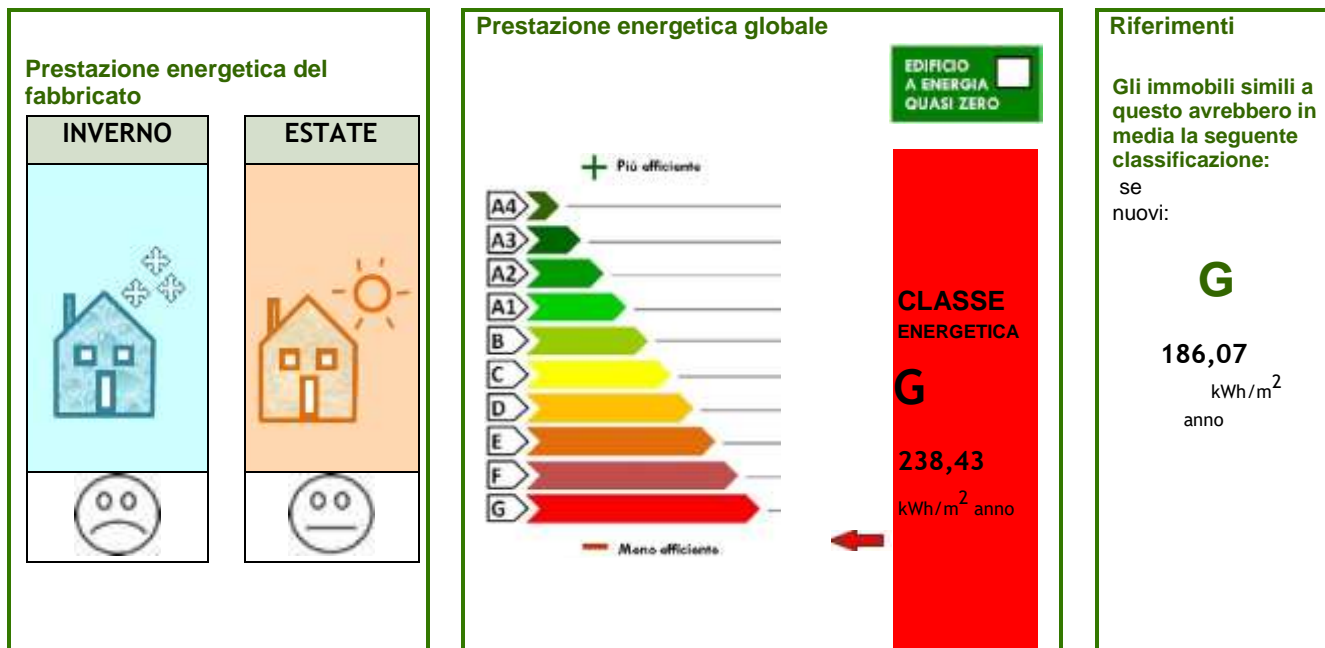 Prestazione energetica del
fabbricato
INVERNO
ESTATE
Prestazione energetica globale
EDIFICIO
A ENERGIA
QUASI ZERO
Più efficiente
A4
A3
A2
A1
B
C
D
E
F
G
Meno efficiente
CLASSE
ENERGETICA
G
238,43
kWh/m² anno
Riferimenti
Gli immobili simili a
questo avrebbero in
media la seguente
classificazione:
se
nuovi:
G
186,07
kWh/m²
anno